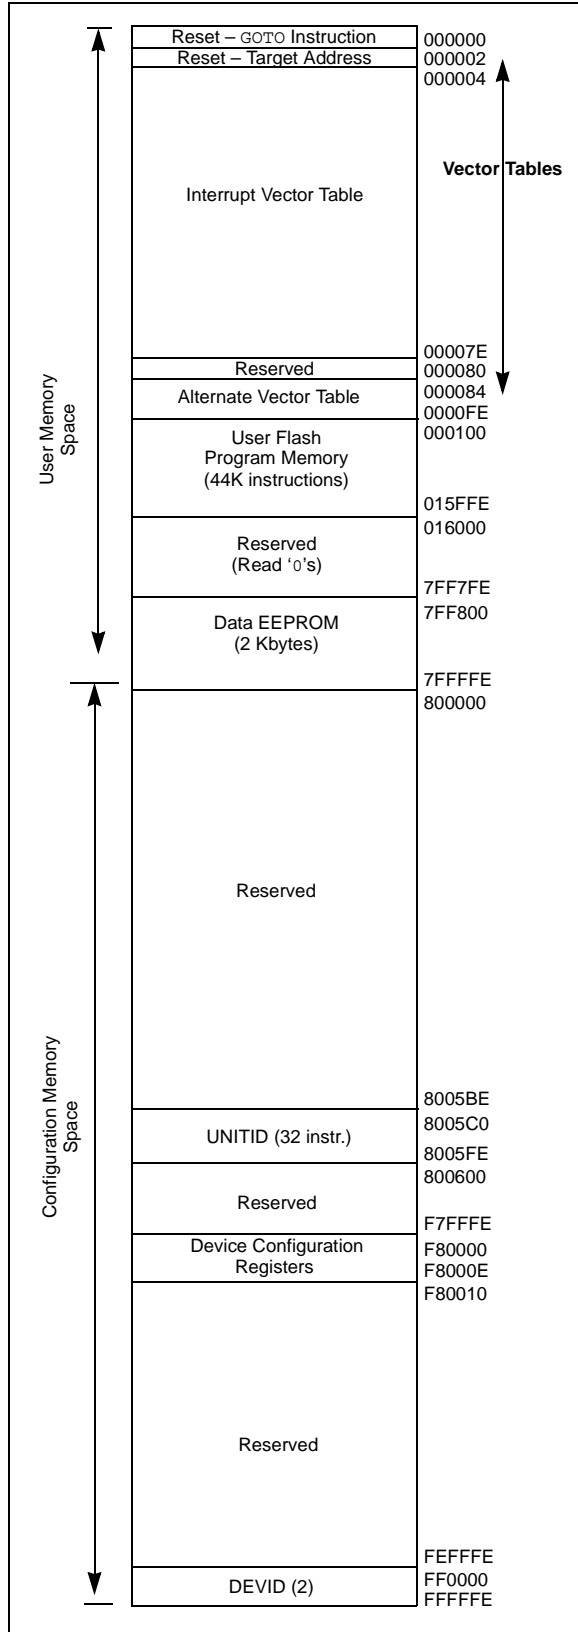 Reset – GOTO Instruction
000000
Reset – Target Address
000002
000004
Vector Tables
Interrupt Vector Table
00007E
Reserved
000080
Alternate Vector Table
000084
0000FE
User Memory
Space
User Flash
Program Memory
(44K instructions)
000100
015FFE
016000
Reserved
(Read ‘0’s)
7FF7FE
Data EEPROM
(2 Kbytes)
7FF800
7FFFFE
800000
Reserved
8005BE
Configuration Memory
Space
UNITID (32 instr.)
8005C0
8005FE
800600
Reserved
F7FFFE
Device Configuration
Registers
F80000
F8000E
F80010
Reserved
FEFFFE
DEVID (2)
FF0000
FFFFFE